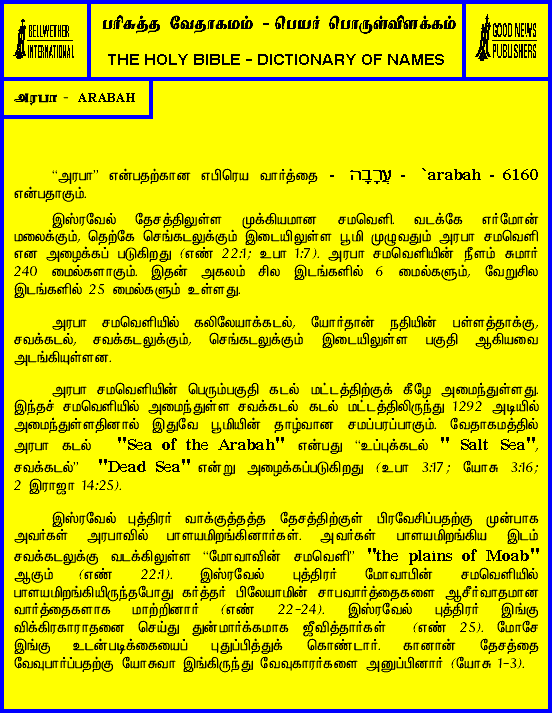 BELLWETHER
INTERNATIONAL
பரிசுத்த வேதாகமம் - பெயர் பொருள்விளக்கம்
THE HOLY BIBLE - DICTIONARY OF NAMES
GOOD NEWS
PUBLISHERS
அரபா - ARABAH
“அரபா” என்பதற்கான எபிரெய வார்த்தை - עֲרָבָה - `arabah - 6160
என்பதாகும்.
இஸ்ரவேல் தேசத்திலுள்ள முக்கியமான சமவெளி. வடக்கே எர்மோன்
மலைக்கும், தெற்கே செங்கடலுக்கும் இடையிலுள்ள பூமி முழுவதும் அரபா சமவெளி
என அழைக்கப் படுகிறது (எண் 22:1; உபா 1:7). அரபா சமவெளியின் நீளம் சுமார்
240 மைல்களாகும். இதன் அகலம் சில இடங்களில் 6 மைல்களும், வேறுசில
இடங்களில் 25 மைல்களும் உள்ளது.
அரபா சமவெளியில் கலிலேயாக்கடல், யோர்தான் நதியின் பள்ளத்தாக்கு,
சவக்கடல், சவக்கடலுக்கும், செங்கடலுக்கும் இடையிலுள்ள பகுதி ஆகியவை
அடங்கியுள்ளன.
அரபா சமவெளியின் பெரும்பகுதி கடல் மட்டத்திற்குக் கீழே அமைந்துள்ளது.
இந்தச் சமவெளியில் அமைந்துள்ள சவக்கடல் கடல் மட்டத்திலிருந்து 1292 அடியில்
அமைந்துள்ளதினால் இதுவே பூமியின் தாழ்வான சமப்பரப்பாகும். வேதாகமத்தில்
அரபா கடல் "Sea of the Arabah" என்பது “உப்புக்கடல் " Salt Sea",
சவக்கடல்” "Dead Sea" என்று அழைக்கப்படுகிறது (உபா 3:17; யோசு 3:16;
2 இராஜா 14:25).
இஸ்ரவேல் புத்திரர் வாக்குத்தத்த தேசத்திற்குள் பிரவேசிப்பதற்கு முன்பாக
அவர்கள் அரபாவில் பாளயமிறங்கினார்கள். அவர்கள் பாளயமிறங்கிய இடம்
சவக்கடலுக்கு வடக்கிலுள்ள “மோவாவின் சமவெளி” "the plains of Moab"
ஆகும் (எண் 22:1). இஸ்ரவேல் புத்திரர் மோவாபின் சமவெளியில்
பாளயமிறங்கியிருந்தபோது கர்த்தர் பிலேயாமின் சாபவார்த்தைகளை ஆசீர்வாதமான
வார்த்தைகளாக மாற்றினார் (எண் 22-24). இஸ்ரவேல் புத்திரர் இங்கு
விக்கிரகாராதனை செய்து துன்மார்க்கமாக ஜீவித்தார்கள் (எண் 25). மோசே
இங்கு உடன்படிக்கையைப் புதுப்பித்துக் கொண்டார். கானான் தேசத்தை
வேவுபார்ப்பதற்கு யோசுவா இங்கிருந்து வேவுகாரர்களை அனுப்பினார் (யோசு 1-3).